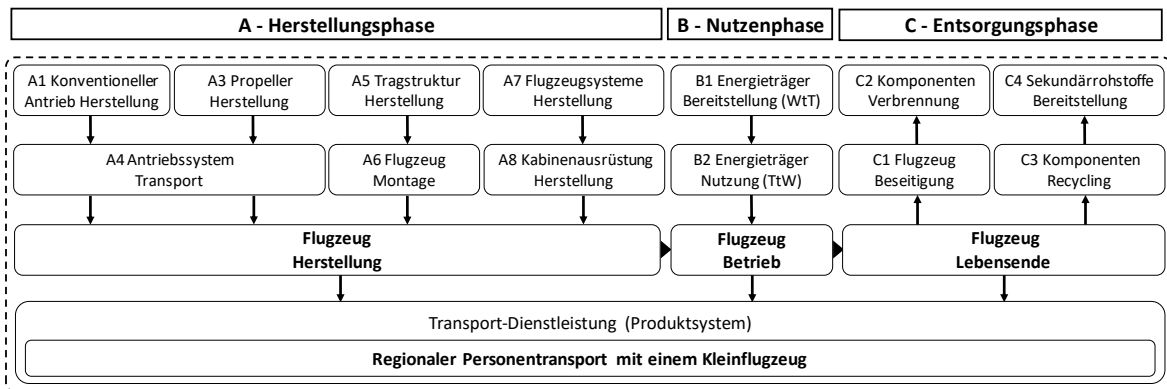 A - Herstellungsphase
B - Nutzenphase
C - Entsorgungsphase
A1 Konventioneller
Antrieb Herstellung
A3 Propeller
Herstellung
A5 Tragstruktur
Herstellung
A7 Flugzeugsysteme
Herstellung
B1 Energieträger
Bereitstellung (WtT)
C2 Komponenten
Verbrennung
C4 Sekundärrohstoffe
Bereitstellung
A4 Antriebssystem
Transport
A6 Flugzeug
Montage
A8 Kabinenausrüstung
Herstellung
B2 Energieträger
Nutzung (TtW)
C1 Flugzeug
Beseitigung
C3 Komponenten
Recycling
Flugzeug
Herstellung
Flugzeug
Betrieb
Flugzeug
Lebensende
Transport-Dienstleistung (Produktsystem)
Regionaler Personentransport mit einem Kleinflugzeug